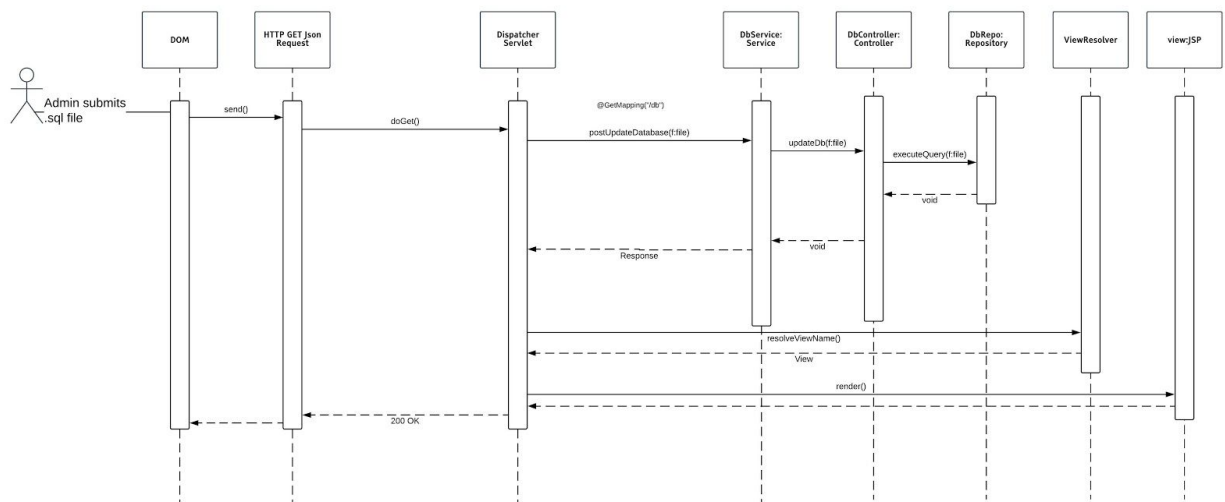 DOM
HTTP GET Json
Request
Dispatcher
Servlet
DbService:
Service
DbController:
Controller
DbRepo:
Repository
ViewResolver
view:JSP
Admin submits
.sql file
send()
doGet()
@GetMapping("/db")
postUpdateDatabase(f:file)
updateDb(f:file)
executeQuery(f:file)
void
void
Response
resolveViewName()
View
render()
200 OK